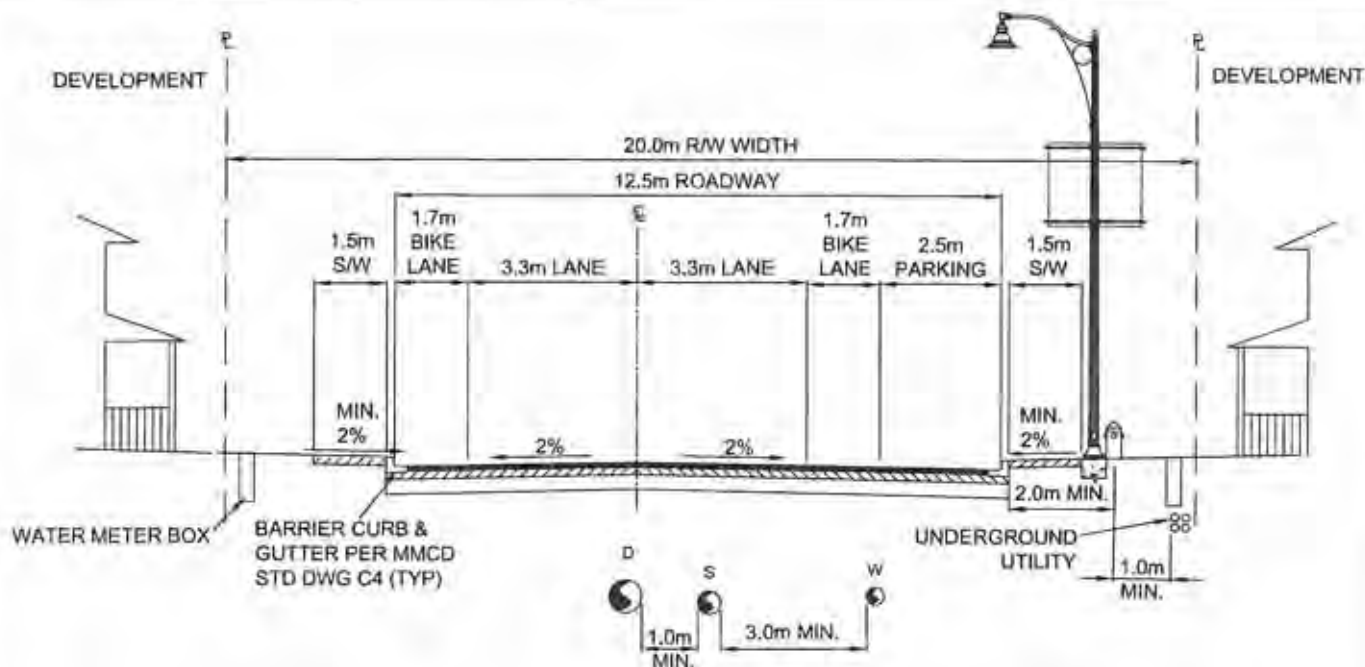 ℄
℄
DEVELOPMENT
DEVELOPMENT
20.0m R/W WIDTH
12.5m ROADWAY
℄
1.5m
S/W
1.7m
BIKE
LANE
3.3m LANE
3.3m LANE
1.7m
BIKE
LANE
2.5m
PARKING
1.5m
S/W
MIN.
2%
2%
2%
MIN.
2%
2.0m MIN.
WATER METER BOX
BARRIER CURB &
GUTTER PER MMCD
STD DWG C4 (TYP)
UNDERGROUND
UTILITY
1.0m
MIN.
D
S
W
1.0m
MIN.
3.0m MIN.